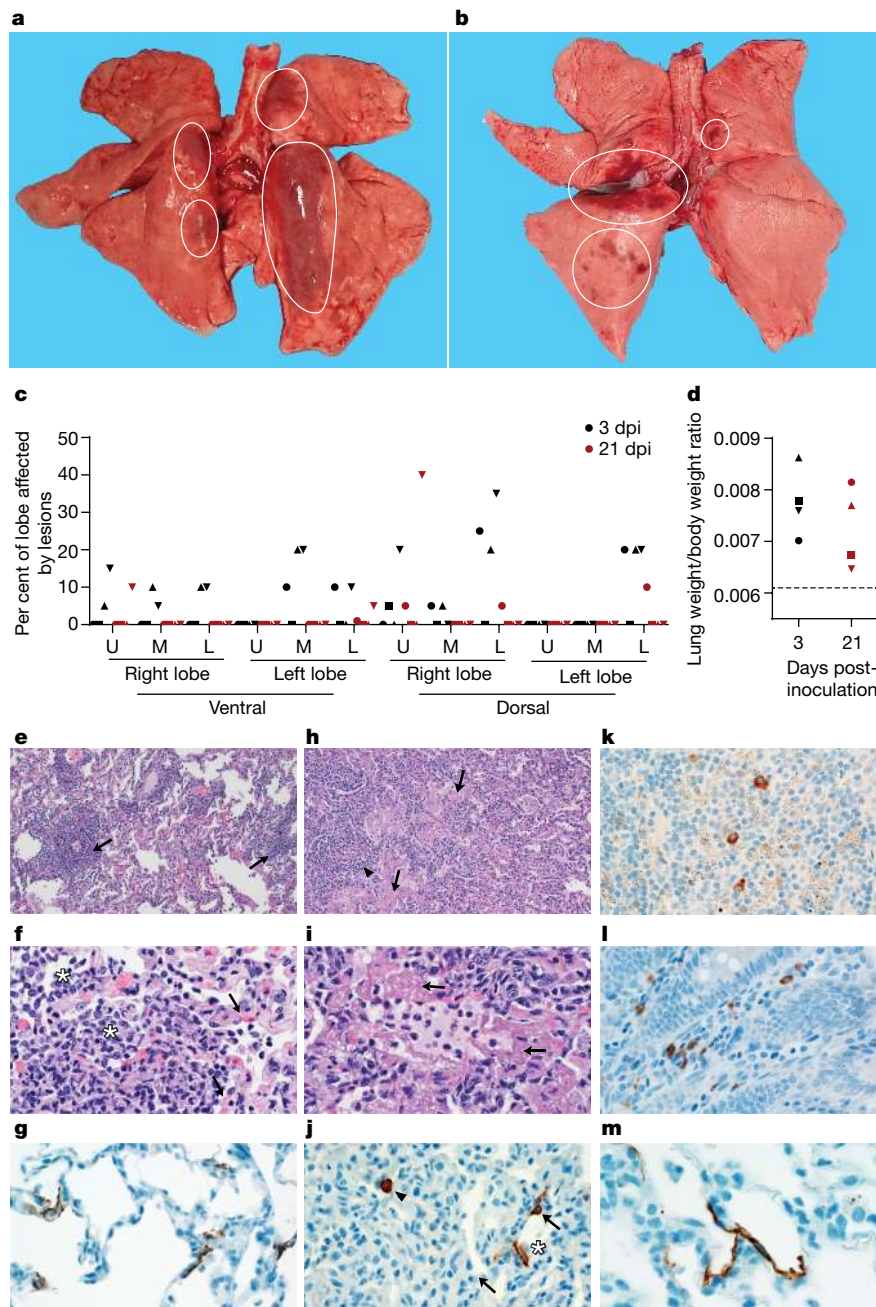 a
b
c
Per cent of lobe affected
by lesions
50
40
30
20
10
0
3 dpi
21 dpi
U M L U M L U M L U M L
Right lobe Left lobe Right lobe Left lobe
Ventral Dorsal
d
Lung weight/body weight ratio
0.009
0.008
0.007
0.006
3 21
Days post-
inoculation
e
h
k
f
i
l
*
*
g
j
m
*